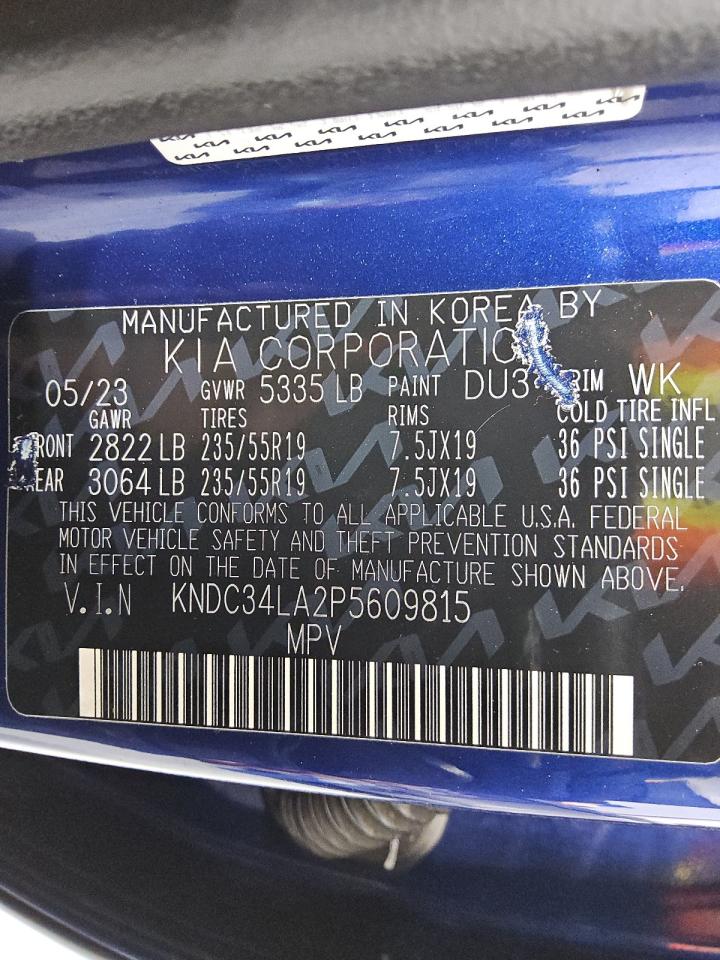 MANUFACTURED IN KOREA BY
KIA CORPORATION
05/23 GVWR 5335 LB PAINT DU3 TRIM WK
GAWR TIRES RIMS COLD TIRE INFL
FRONT 2822 LB 235/55R19 7.5JX19 36 PSI SINGLE
REAR 3064 LB 235/55R19 7.5JX19 36 PSI SINGLE
THIS VEHICLE CONFORMS TO ALL APPLICABLE U.S.A. FEDERAL
MOTOR VEHICLE SAFETY AND THEFT PREVENTION STANDARDS
IN EFFECT ON THE DATE OF MANUFACTURE SHOWN ABOVE.
V.I.N KNDC34LA2P5609815
MPV